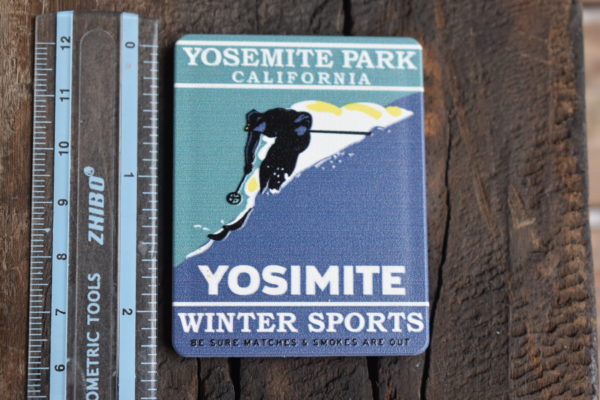 YOSEMITE PARK
CALIFORNIA
YOSIMITE
WINTER SPORTS
BE SURE MATCHES & SMOKES ARE OUT
12
11
10
9
8
7
6
0
1
2
ZHIBO
OMETRIC TOOLS